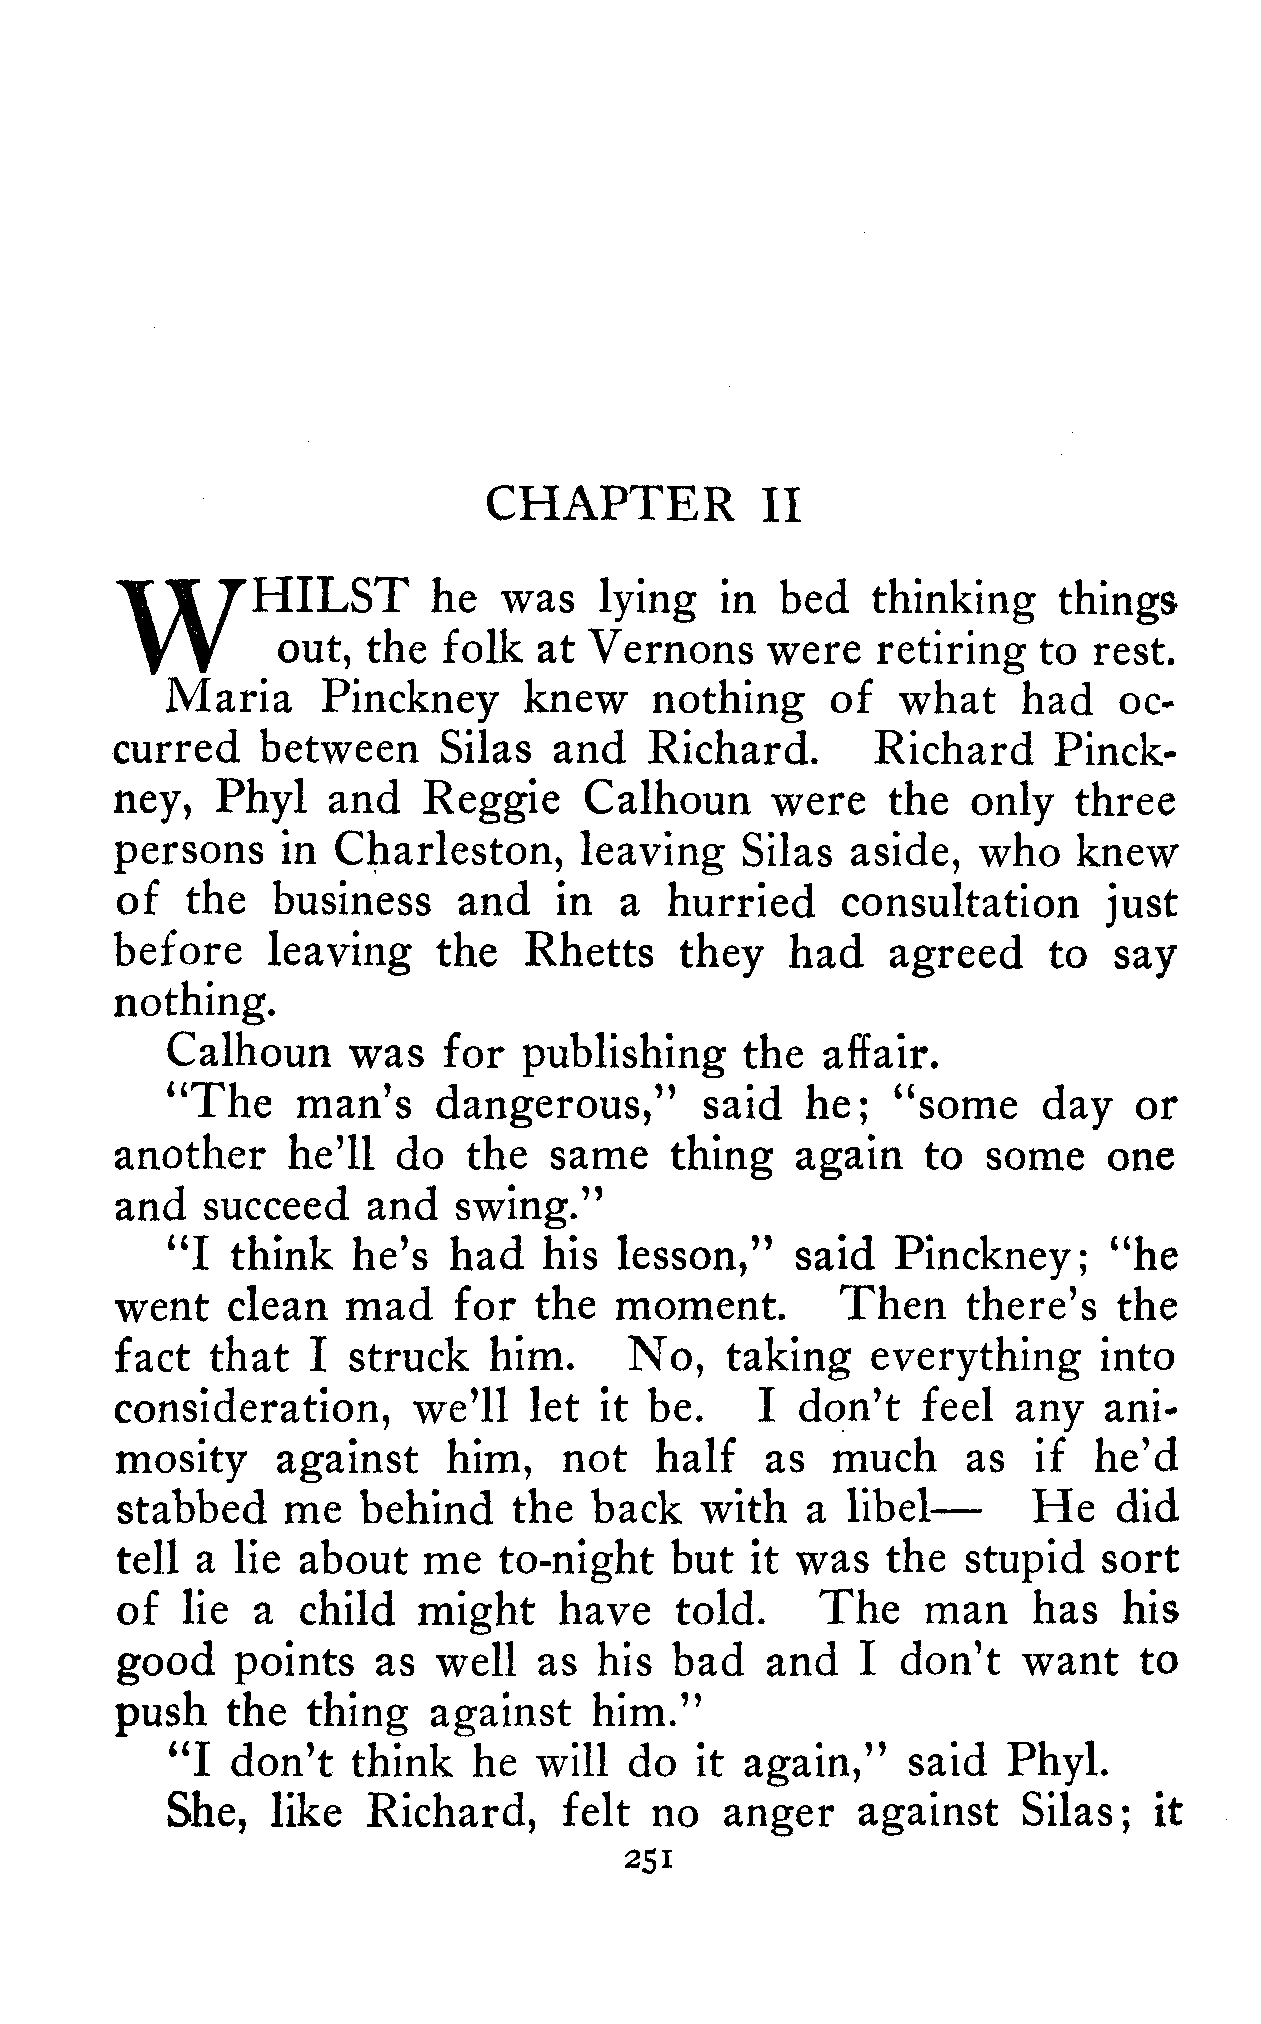 CHAPTER II
WHILST he was lying in bed thinking things
out, the folk at Vernons were retiring to rest.
Maria Pinckney knew nothing of what had oc-
curred between Silas and Richard. Richard Pinck-
ney, Phyl and Reggie Calhoun were the only three
persons in Charleston, leaving Silas aside, who knew
of the business and in a hurried consultation just
before leaving the Rhetts they had agreed to say
nothing.
Calhoun was for publishing the affair.
"The man's dangerous," said he; "some day or
another he'll do the same thing again to some one
and succeed and swing."
"I think he's had his lesson," said Pinckney; "he
went clean mad for the moment. Then there's the
fact that I struck him. No, taking everything into
consideration, we'll let it be. I don't feel any ani-
mosity against him, not half as much as if he'd
stabbed me behind the back with a libel— He did
tell a lie about me to-night but it was the stupid sort
of lie a child might have told. The man has his
good points as well as his bad and I don't want to
push the thing against him."
"I don't think he will do it again," said Phyl.
She, like Richard, felt no anger against Silas; it
251